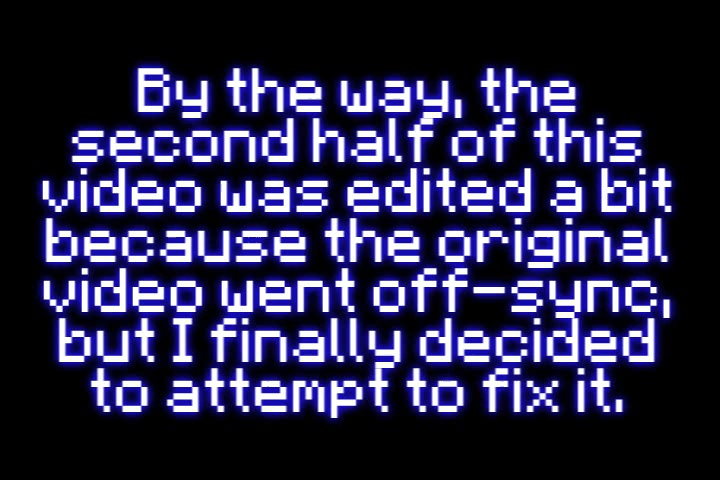 By the way, the
second half of this
video was edited a bit
because the original
video went off-sync,
but I finally decided
to attempt to fix it.